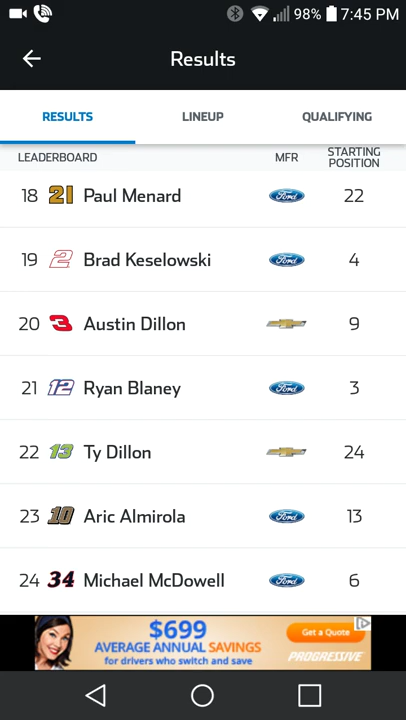 98% 7:45 PM
Results
RESULTS LINEUP QUALIFYING
LEADERBOARD MFR STARTING POSITION
18 21 Paul Menard Ford 22
19 2 Brad Keselowski Ford 4
20 3 Austin Dillon 9
21 12 Ryan Blaney Ford 3
22 13 Ty Dillon 24
23 10 Aric Almirola Ford 13
24 34 Michael McDowell Ford 6
$699
AVERAGE ANNUAL SAVINGS
for drivers who switch and save
Get a Quote
PROGRESSIVE